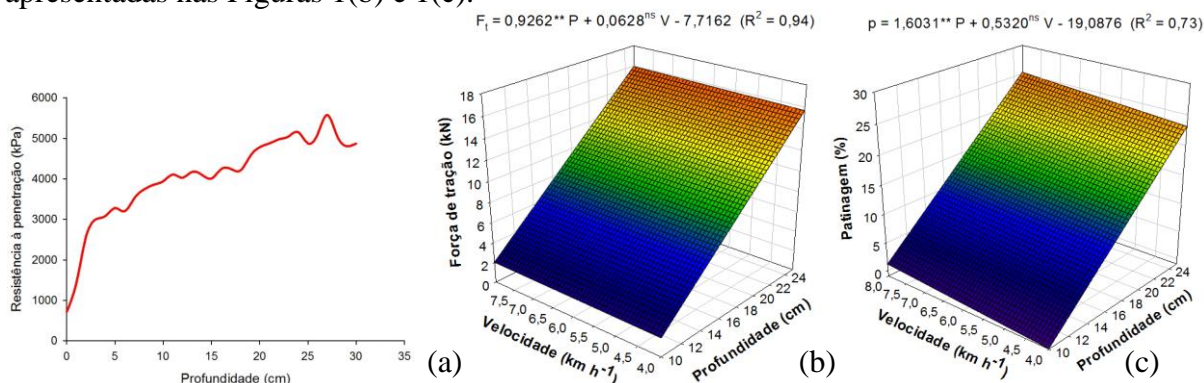 apresentadas nas Figuras 1(b) e 1(c).
Fₜ = 0,9262** P + 0,0628ⁿˢ V - 7,7162 (R² = 0,94)
p = 1,6031** P + 0,5320ⁿˢ V - 19,0876 (R² = 0,73)
Resistência à penetração (kPa)
6000
5000
4000
3000
2000
1000
0
0 5 10 15 20 25 30 35
Profundidade (cm)
(a)
Força de tração (kN)
18
16
14
12
10
8
6
4
2
0
7,5 7,0 6,5 6,0 5,5 5,0 4,5 4,0
Velocidade (km h⁻¹)
10 12 14 16 18 20 22 24
Profundidade (cm)
(b)
Patinagem (%)
30
25
20
15
10
5
0
8,0 7,5 7,0 6,5 6,0 5,5 5,0 4,5 4,0
Velocidade (km h⁻¹)
10 12 14 16 18 20 22 24
Profundidade (cm)
(c)